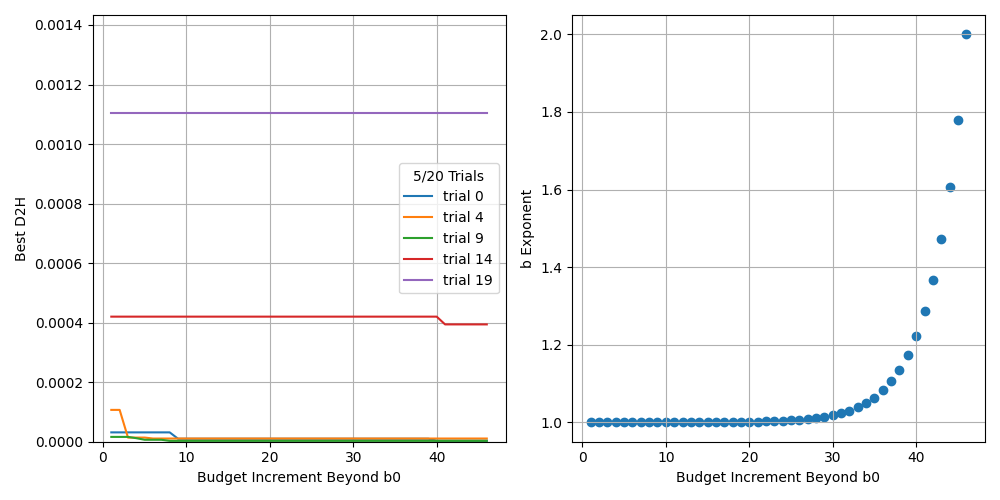 0.0014
0.0012
0.0010
0.0008
0.0006
0.0004
0.0002
0.0000
Best D2H
0 10 20 30 40
Budget Increment Beyond b0
5/20 Trials
trial 0
trial 4
trial 9
trial 14
trial 19
2.0
1.8
1.6
1.4
1.2
1.0
b Exponent
0 10 20 30 40
Budget Increment Beyond b0